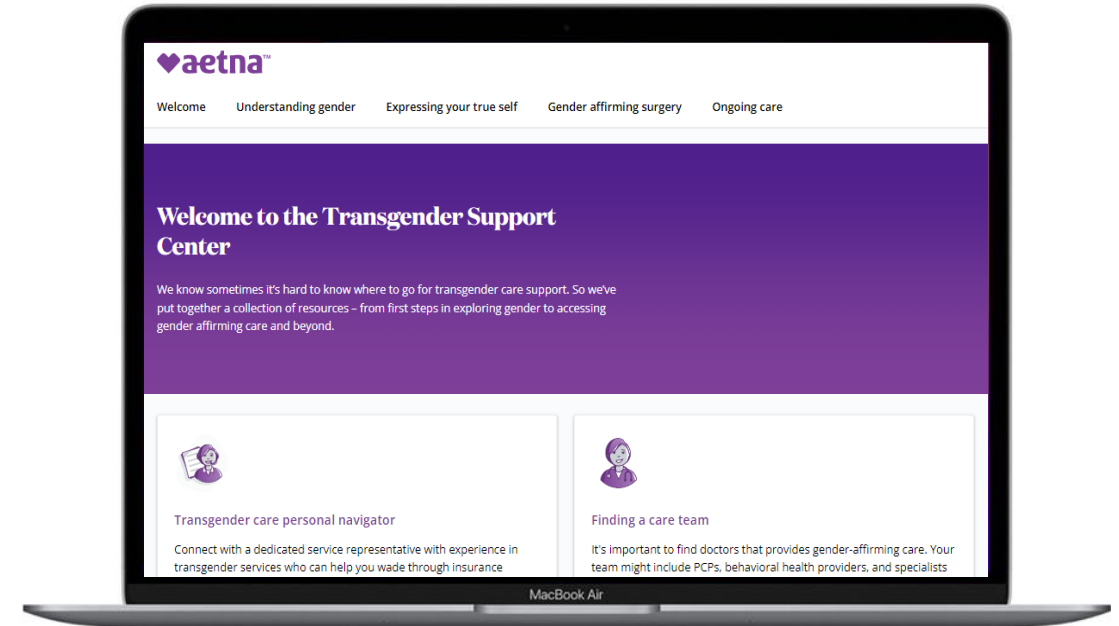 aetna™
Welcome Understanding gender Expressing your true self Gender affirming surgery Ongoing care
Welcome to the Transgender Support
Center
We know sometimes it's hard to know where to go for transgender care support. So we've
put together a collection of resources – from first steps in exploring gender to accessing
gender affirming care and beyond.
Transgender care personal navigator
Connect with a dedicated service representative with experience in
transgender services who can help you wade through insurance
Finding a care team
It's important to find doctors that provides gender-affirming care. Your
team might include PCPs, behavioral health providers, and specialists
MacBook Air